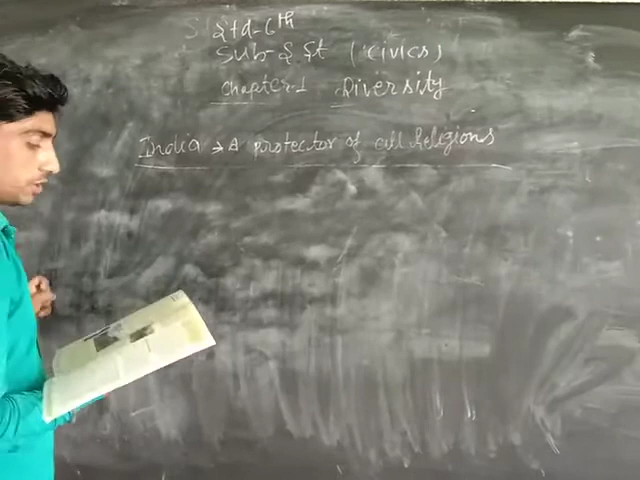 Std-6th
Sub-S St (Civics)
Chapter-1 Diversity
India → A protector of all Religions